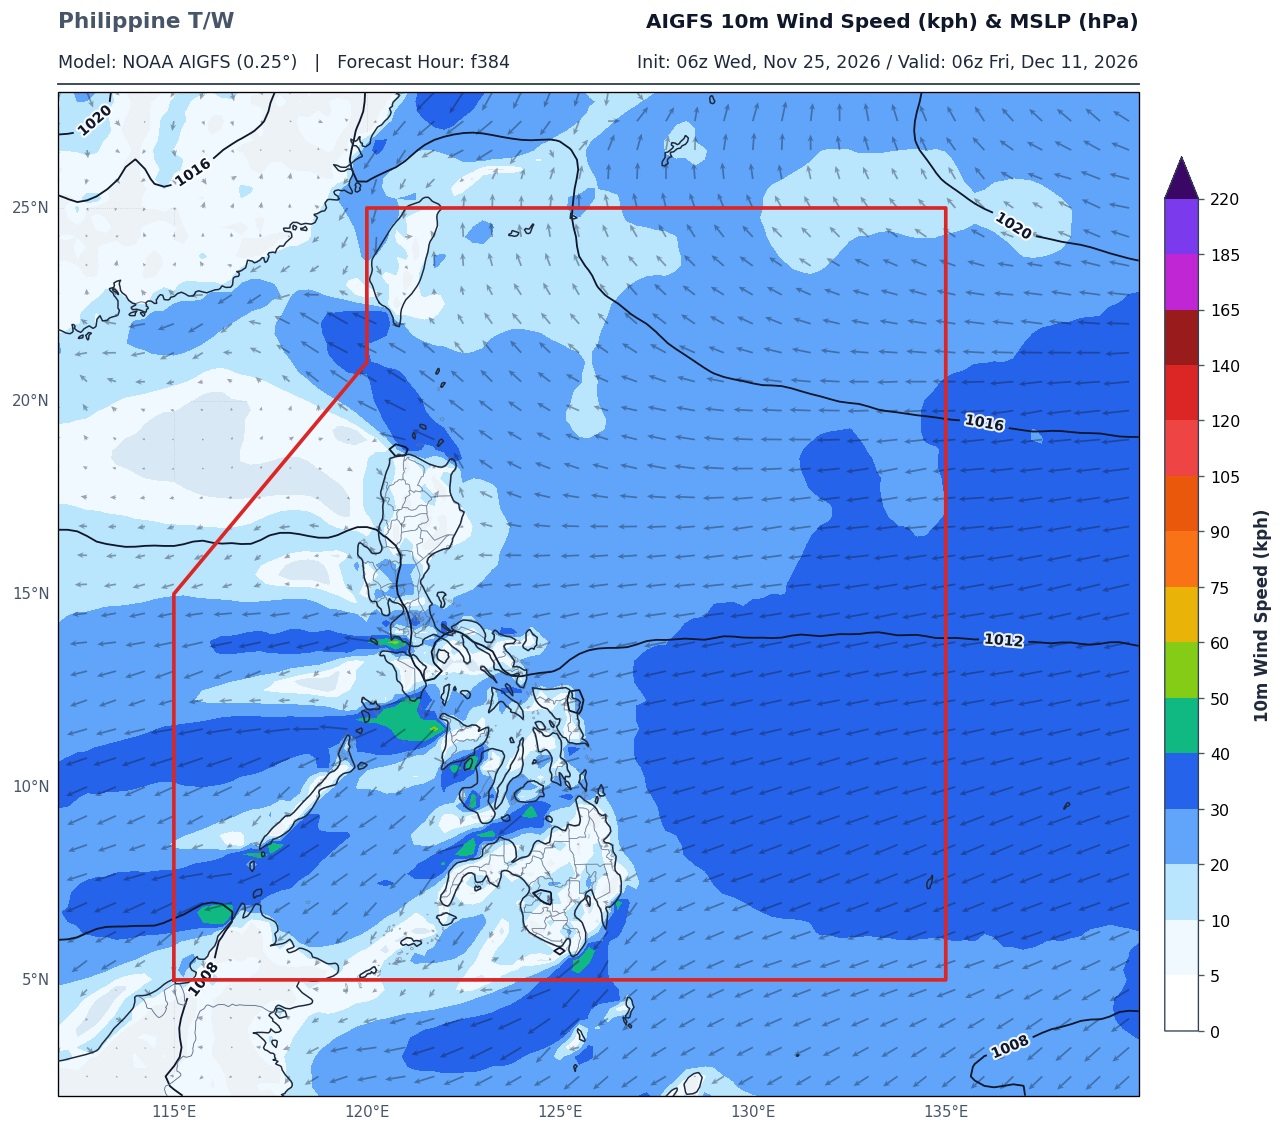 Philippine T/W
AIGFS 10m Wind Speed (kph) & MSLP (hPa)
Model: NOAA AIGFS (0.25°)   |   Forecast Hour: f384
Init: 06z Wed, Nov 25, 2026 / Valid: 06z Fri, Dec 11, 2026
1020
1016
1020
1016
1012
1008
1008
25°N
20°N
15°N
10°N
5°N
115°E
120°E
125°E
130°E
135°E
220
185
165
140
120
105
90
75
60
50
40
30
20
10
5
0
10m Wind Speed (kph)